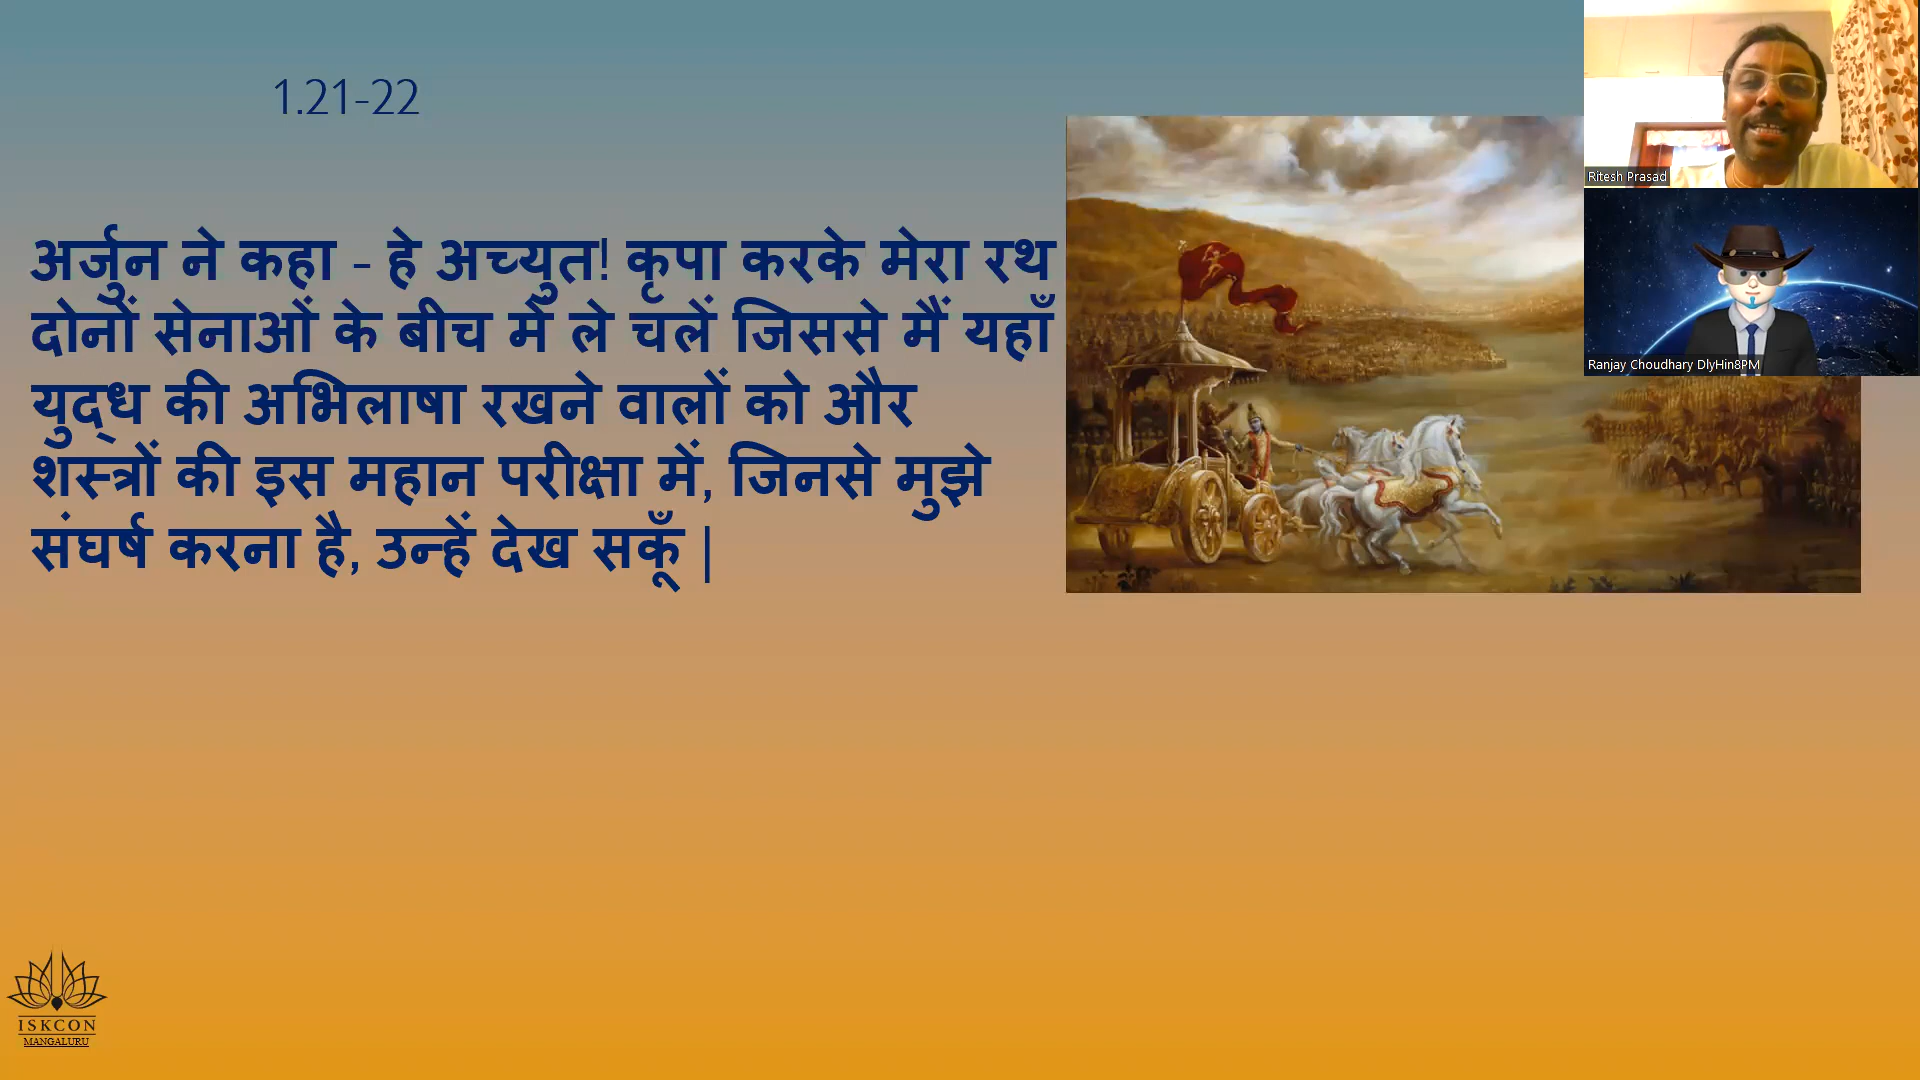 1.21-22
अर्जुन ने कहा - हे अच्युत! कृपा करके मेरा रथ
दोनों सेनाओं के बीच में ले चलें जिससे मैं यहाँ
युद्ध की अभिलाषा रखने वालों को और
शस्त्रों की इस महान परीक्षा में, जिनसे मुझे
संघर्ष करना है, उन्हें देख सकूँ |
Ritesh Prasad
Ranjay Choudhary DlyHin8PM
ISKCON
MANGALURU